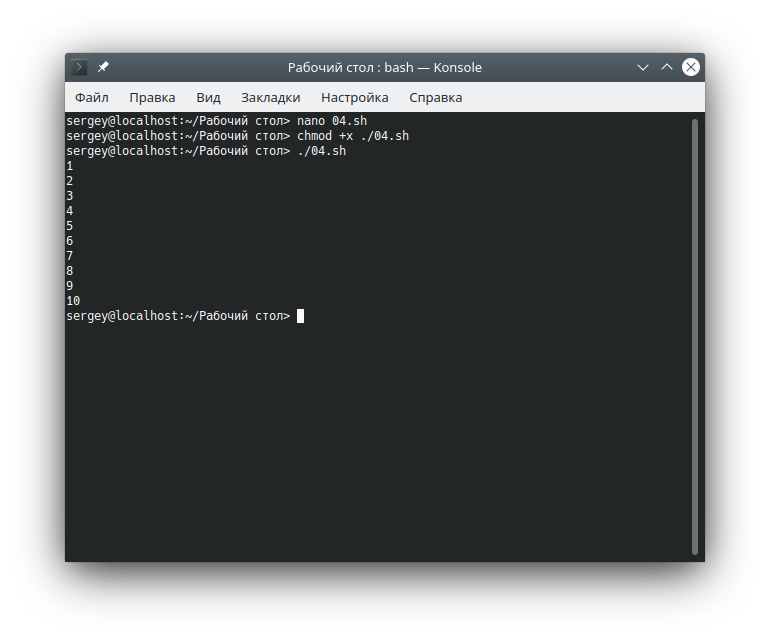 Рабочий стол : bash — Konsole
Файл Правка Вид Закладки Настройка Справка
sergey@localhost:~/Рабочий стол> nano 04.sh
sergey@localhost:~/Рабочий стол> chmod +x ./04.sh
sergey@localhost:~/Рабочий стол> ./04.sh
1
2
3
4
5
6
7
8
9
10
sergey@localhost:~/Рабочий стол>